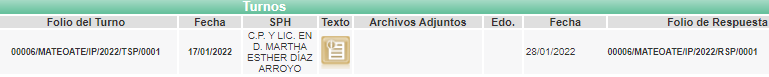 Turnos
Folio del Turno Fecha SPH Texto Archivos Adjuntos Edo. Fecha Folio de Respuesta
00006/MATEOATE/IP/2022/TSP/0001 17/01/2022 C.P. Y LIC. EN D. MARTHA ESTHER DÍAZ ARROYO 28/01/2022 00006/MATEOATE/IP/2022/RSP/0001